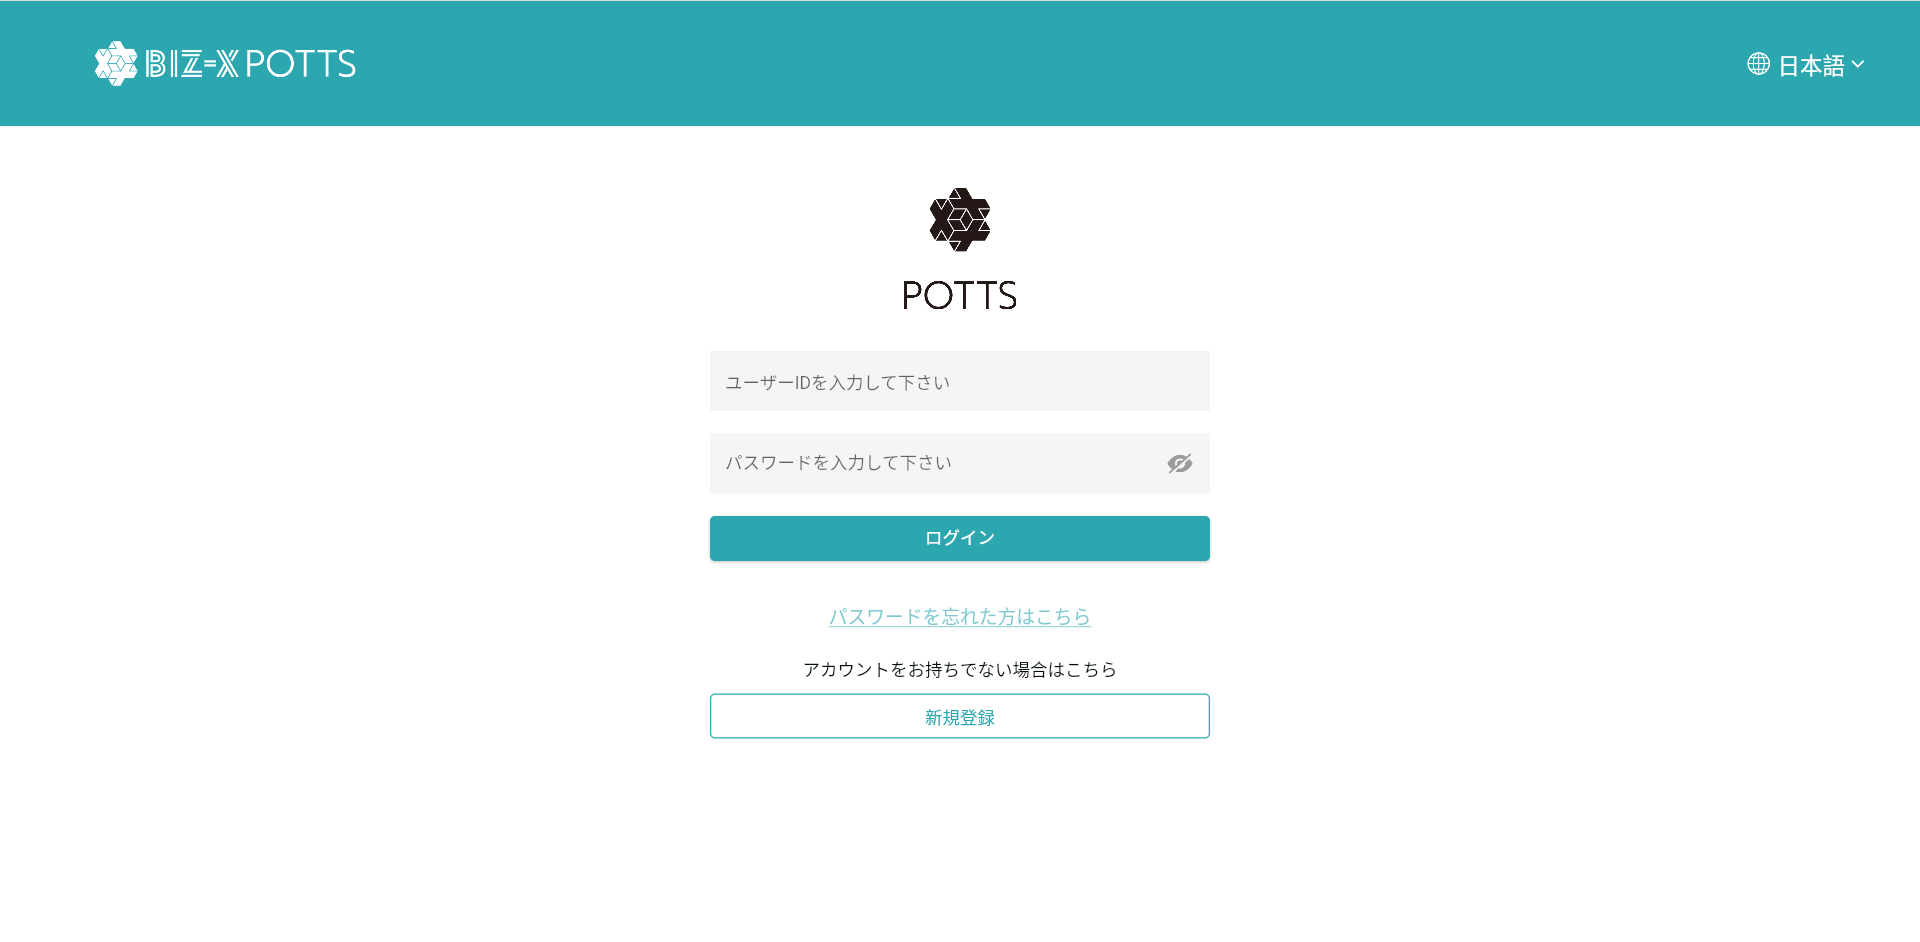 BIZ-X POTTS
日本語
POTTS
ユーザーIDを入力して下さい
パスワードを入力して下さい
ログイン
パスワードを忘れた方はこちら
アカウントをお持ちでない場合はこちら
新規登録